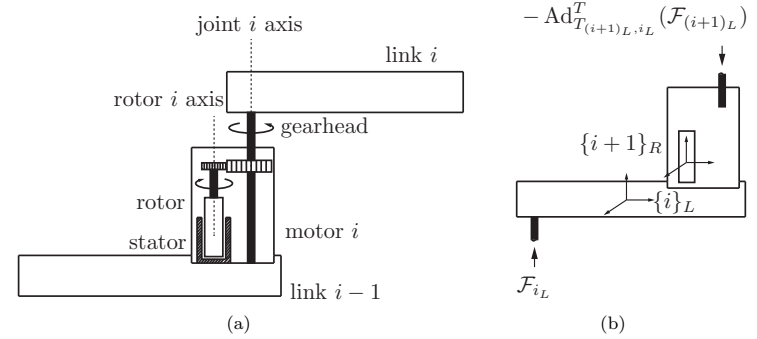 joint i axis
link i
rotor i axis
gearhead
rotor
stator
motor i
link i − 1
(a)
− Ad^T_{T_{(i+1)_L, i_L}}(F_{(i+1)_L})
{i + 1}_R
{i}_L
F_{i_L}
(b)